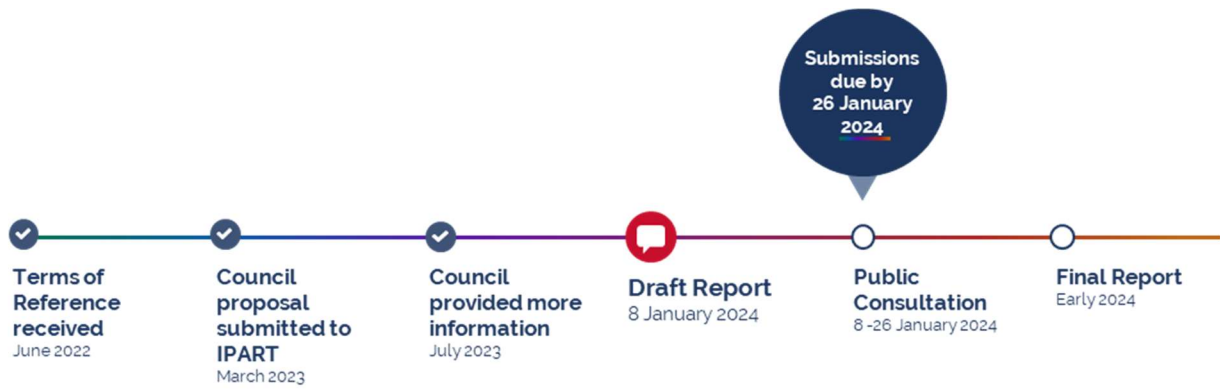 Submissions
due by
26 January
2024
Terms of
Reference
received
June 2022
Council
proposal
submitted to
IPART
March 2023
Council
provided more
information
July 2023
Draft Report
8 January 2024
Public
Consultation
8 -26 January 2024
Final Report
Early 2024